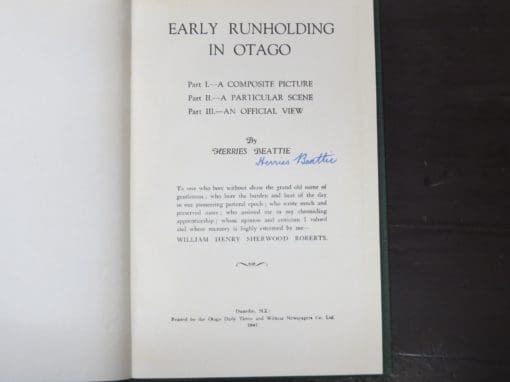 EARLY RUNHOLDING
IN OTAGO
Part I.—A COMPOSITE PICTURE
Part II.—A PARTICULAR SCENE
Part III.—AN OFFICIAL VIEW
By
HERRIES BEATTIE
Herries Beattie
To one who bore without show the grand old name of
gentleman; who bore the burden and heat of the day
in our pioneering pastoral epoch; who wrote much and
preserved more; who assisted me in my chronicling
apprenticeship; whose opinion and criticism I valued
and whose memory is highly esteemed by me—
WILLIAM HENRY SHERWOOD ROBERTS.
Dunedin, N.Z.:
Printed by the Otago Daily Times and Witness Newspapers Co. Ltd.
1947